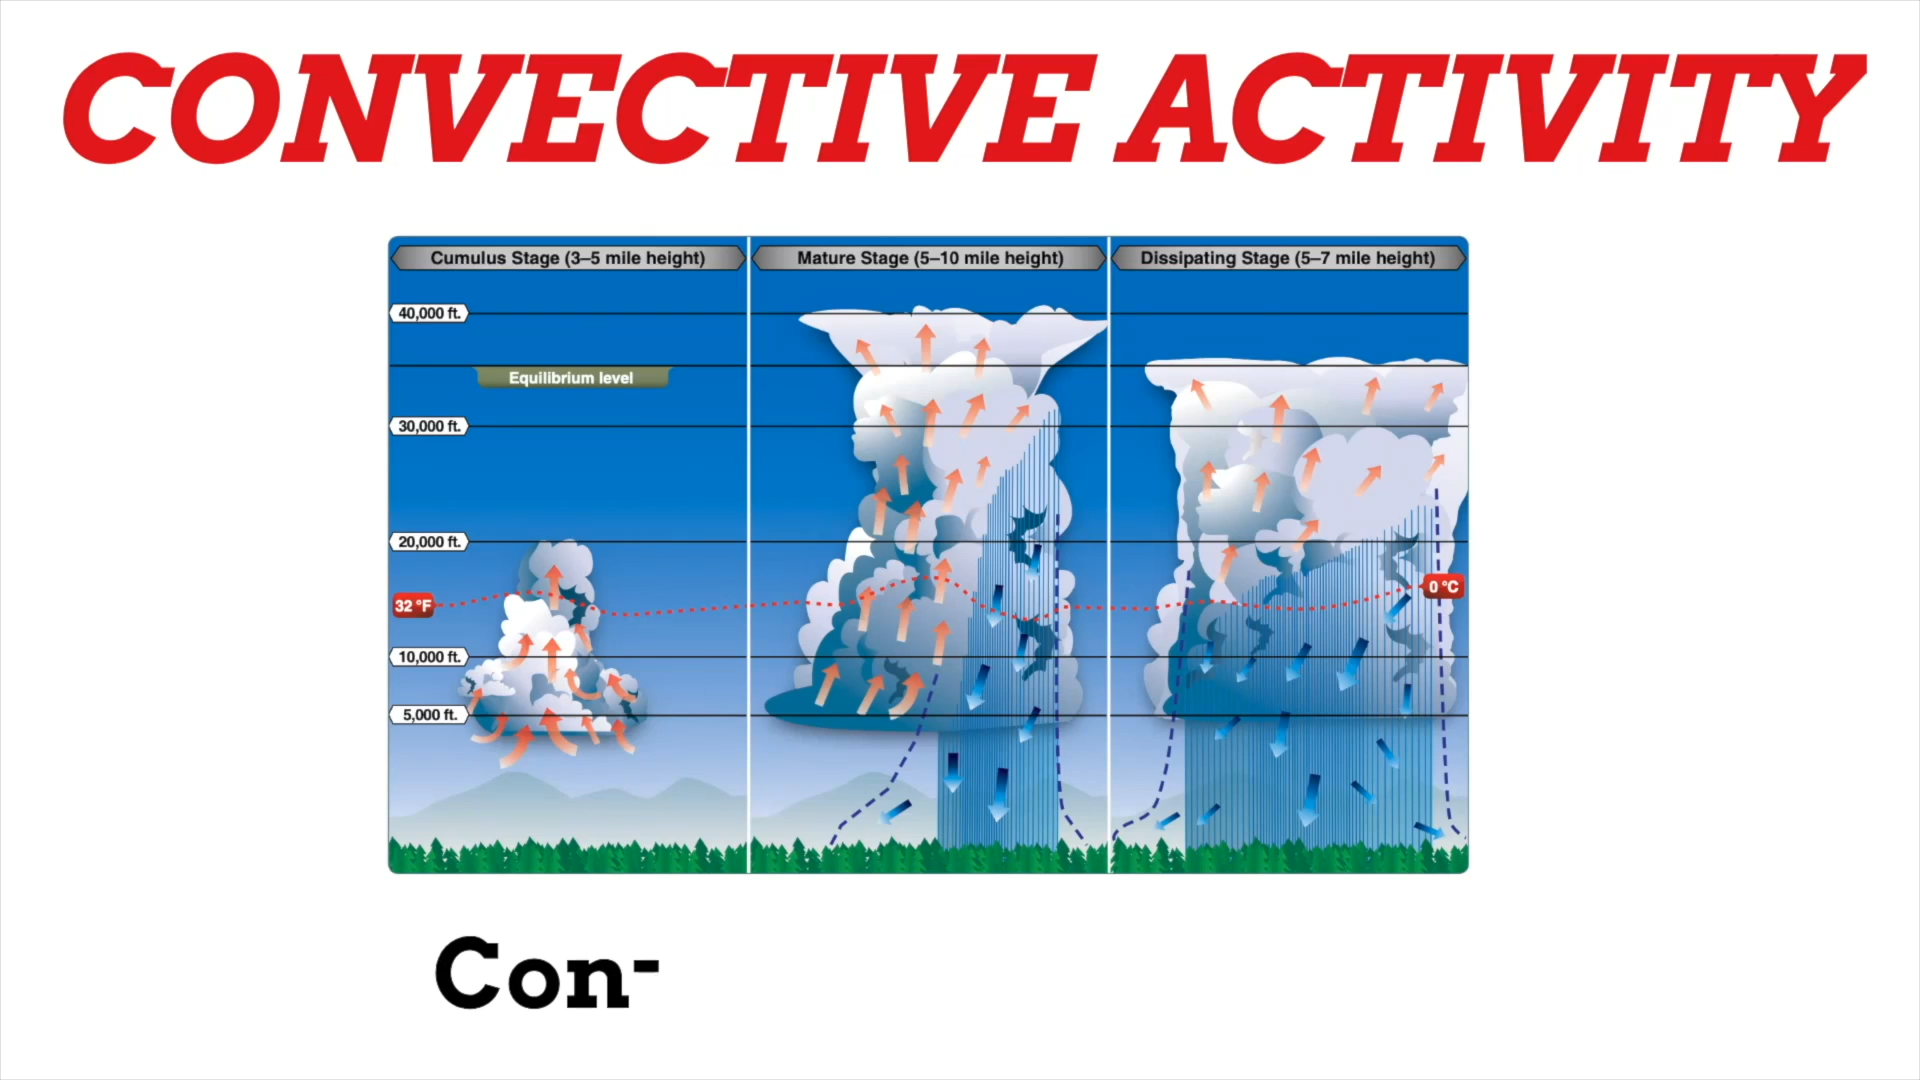 CONVECTIVE ACTIVITY
Cumulus Stage (3–5 mile height)
Mature Stage (5–10 mile height)
Dissipating Stage (5–7 mile height)
40,000 ft.
Equilibrium level
30,000 ft.
20,000 ft.
0 °C
32 °F
10,000 ft.
5,000 ft.
Con-